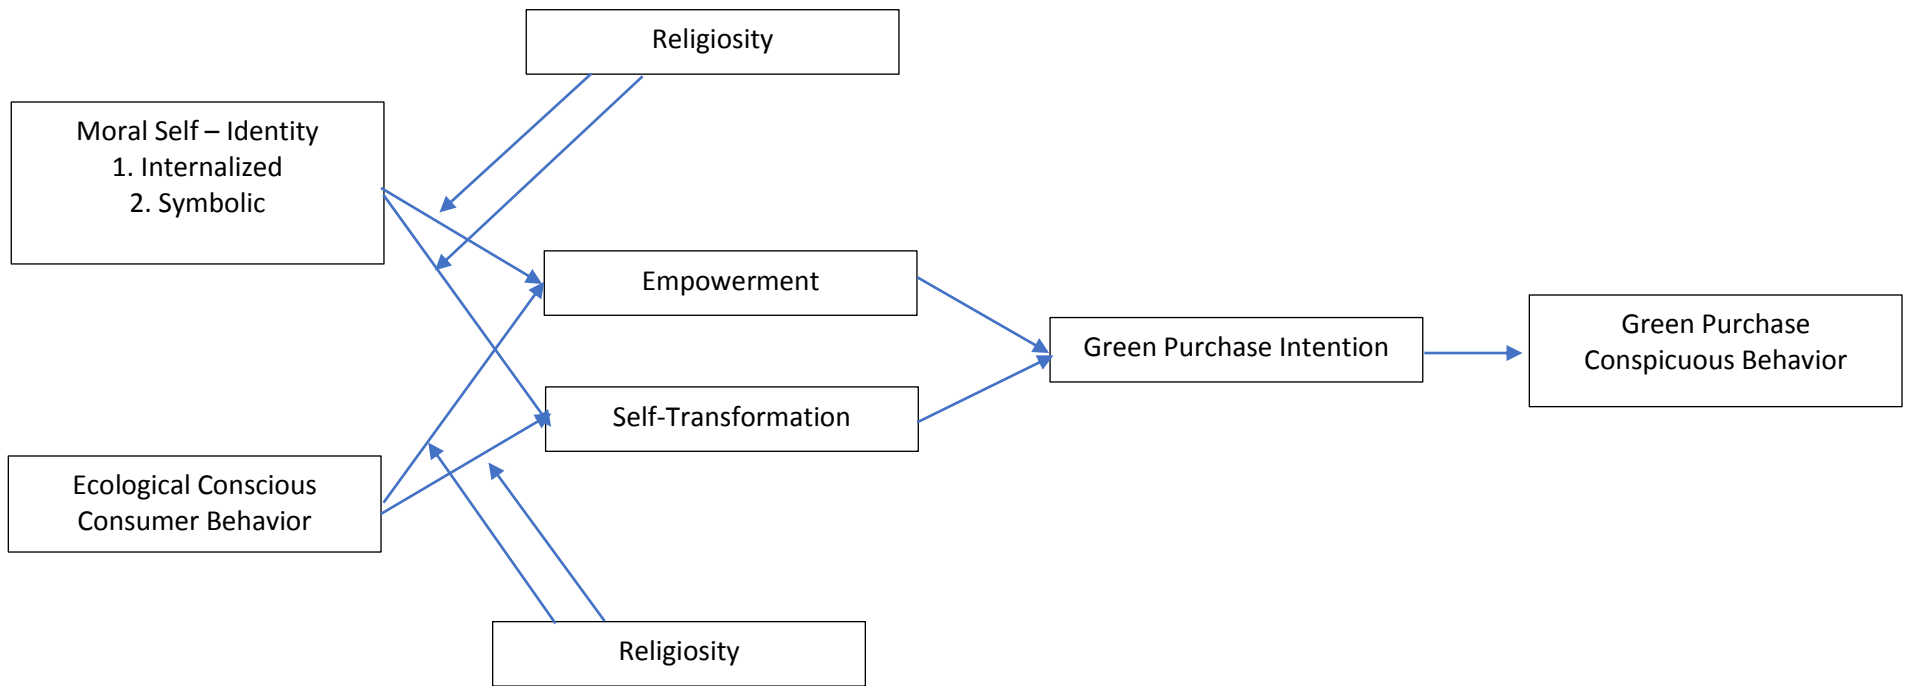 Religiosity
Moral Self – Identity
1. Internalized
2. Symbolic
Empowerment
Green Purchase Intention
Green Purchase
Conspicuous Behavior
Self-Transformation
Ecological Conscious
Consumer Behavior
Religiosity